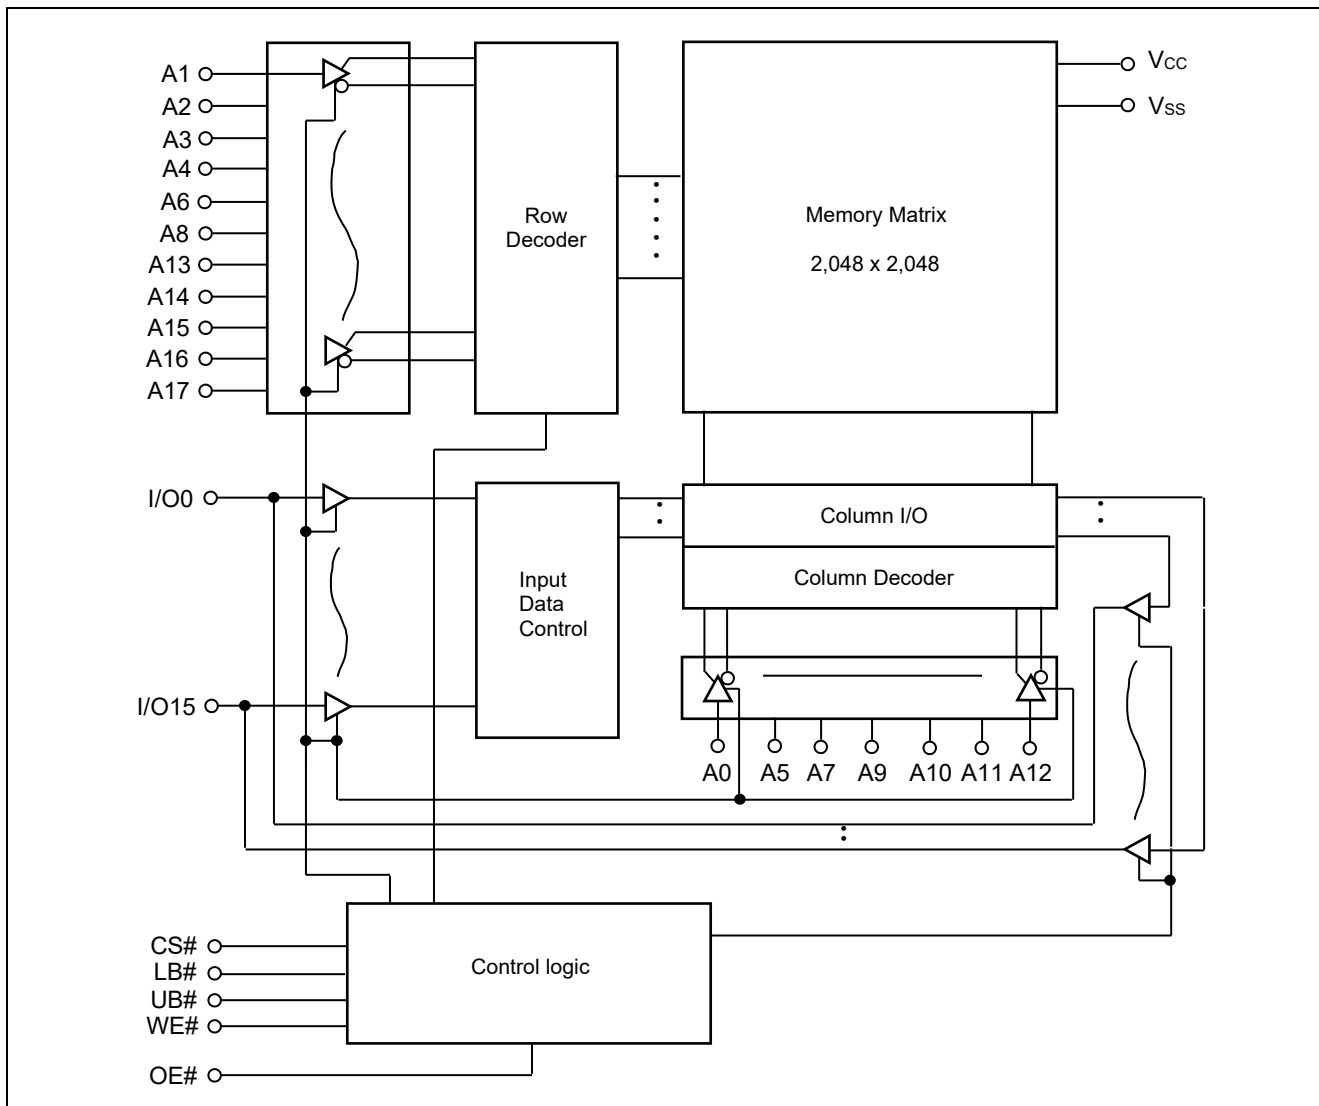 A1
A2
A3
A4
A6
A8
A13
A14
A15
A16
A17
Row
Decoder
Memory Matrix
2,048 x 2,048
VCC
VSS
I/O0
I/O15
Input
Data
Control
Column I/O
Column Decoder
A0 A5 A7 A9 A10 A11 A12
CS#
LB#
UB#
WE#
OE#
Control logic